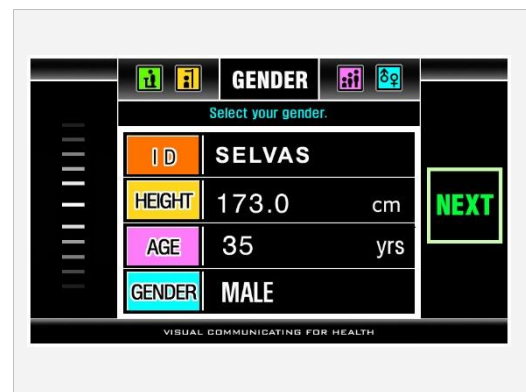 GENDER
Select your gender.
ID SELVAS
HEIGHT 173.0 cm
AGE 35 yrs
GENDER MALE
NEXT
VISUAL COMMUNICATING FOR HEALTH